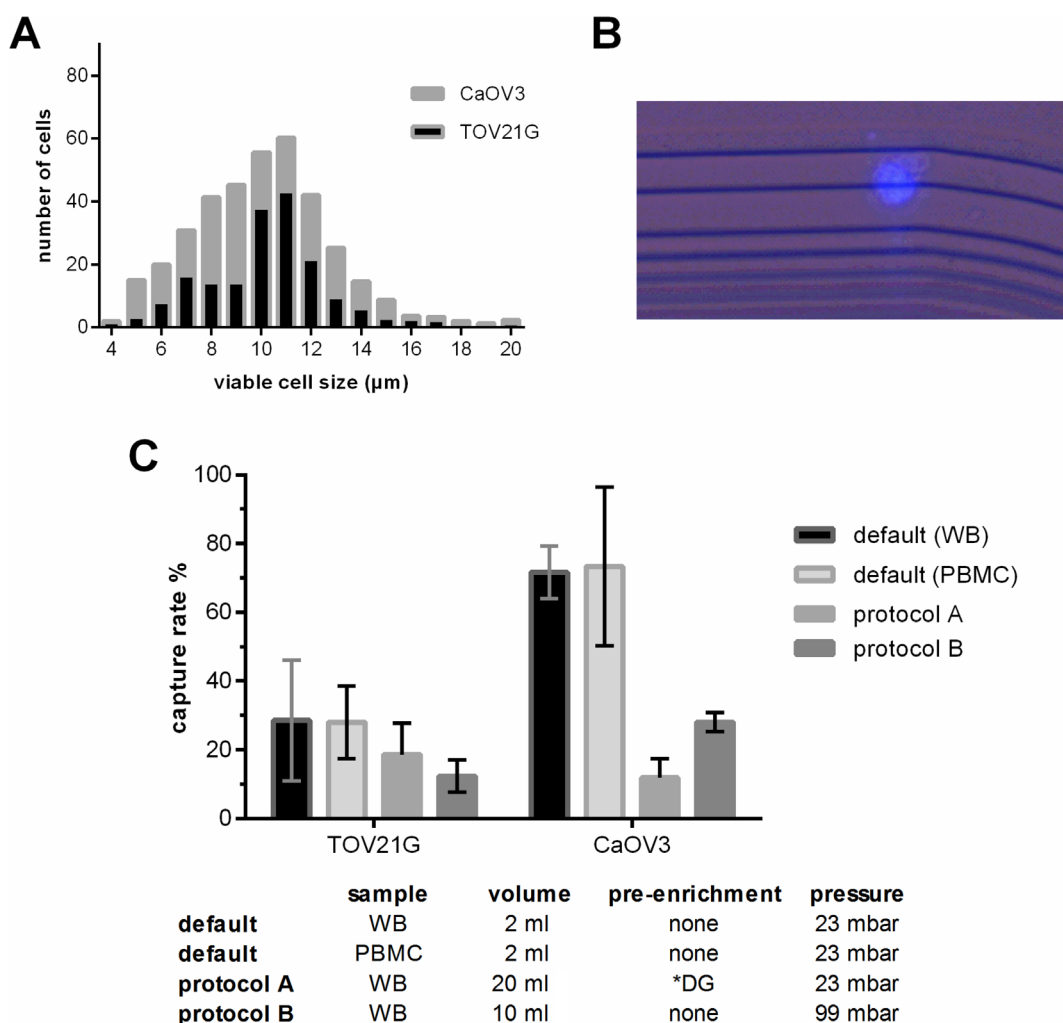 A
80
60
40
20
0
number of cells
CaOV3
TOV21G
4 6 8 10 12 14 16 18 20
viable cell size (µm)
B
C
100
80
60
40
20
0
capture rate %
TOV21G CaOV3
default (WB)
default (PBMC)
protocol A
protocol B
sample volume pre-enrichment pressure
default WB 2 ml none 23 mbar
default PBMC 2 ml none 23 mbar
protocol A WB 20 ml *DG 23 mbar
protocol B WB 10 ml none 99 mbar